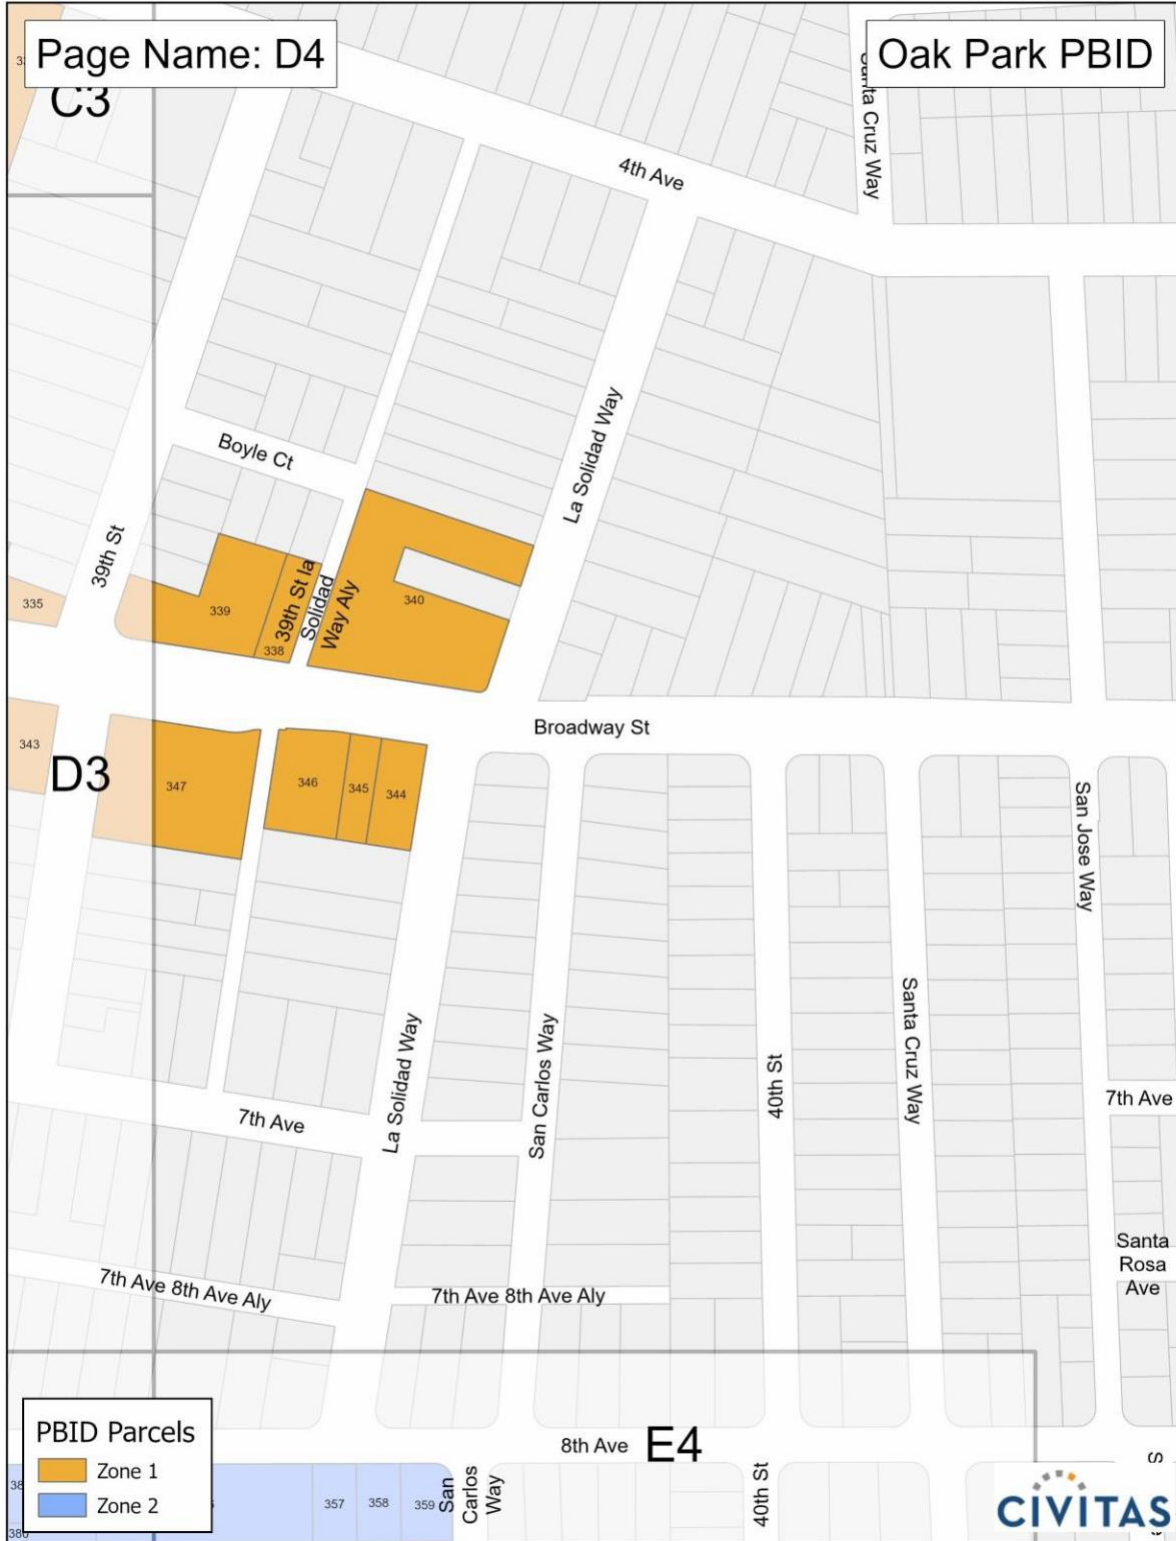 Page Name: D4
Oak Park PBID
C3
Cruz Way
4th Ave
Boyle Ct
La Solidad Way
39th St
335
339
338
39th St la
Solidad
Way Aly
340
Broadway St
343
D3
347
346
345
344
San Jose Way
La Solidad Way
San Carlos Way
40th St
Santa Cruz Way
7th Ave
7th Ave
Santa
Rosa
Ave
7th Ave 8th Ave Aly
7th Ave 8th Ave Aly
PBID Parcels
Zone 1
Zone 2
8th Ave
E4
357
358
359
San
Carlos
Way
40th St
CIVITAS